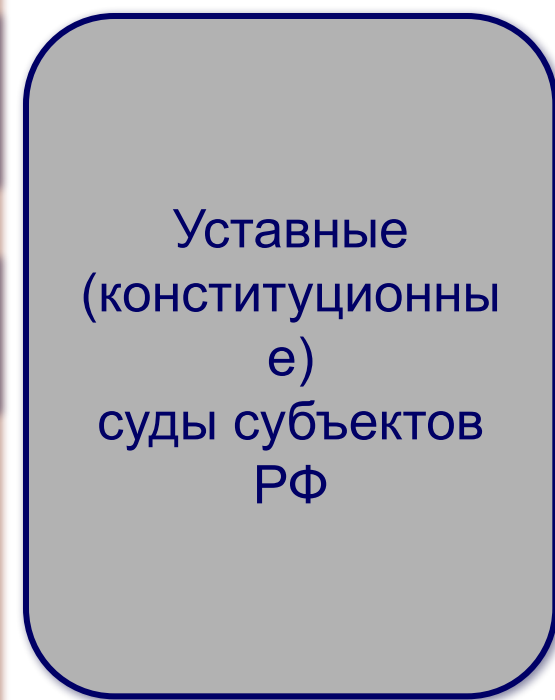 Уставные
(конституционны
е)
суды субъектов
РФ